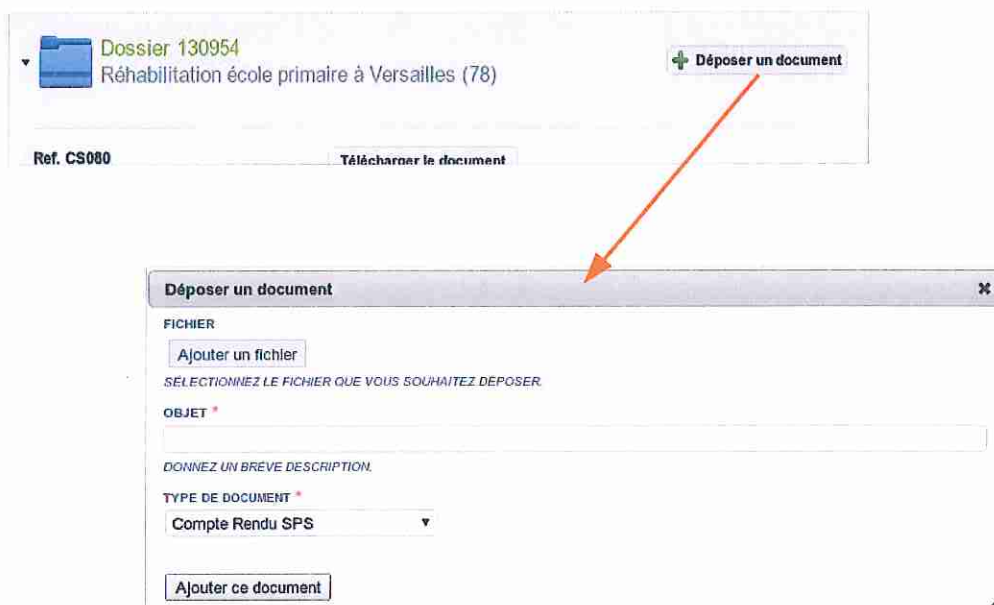 Dossier 130954
Réhabilitation école primaire à Versailles (78)
Déposer un document
Ref. CS080
Télécharger le document
Déposer un document
FICHIER
Ajouter un fichier
SÉLECTIONNEZ LE FICHIER QUE VOUS SOUHAITEZ DÉPOSER.
OBJET *
DONNEZ UN BRÈVE DESCRIPTION.
TYPE DE DOCUMENT *
Compte Rendu SPS
Ajouter ce document